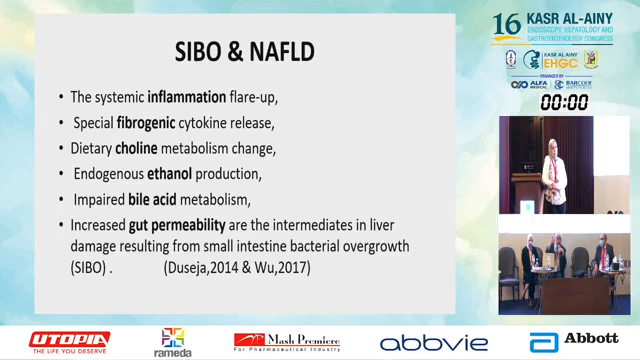 SIBO & NAFLD
• The systemic inflammation flare-up,
• Special fibrogenic cytokine release,
• Dietary choline metabolism change,
• Endogenous ethanol production,
• Impaired bile acid metabolism,
• Increased gut permeability are the intermediates in liver
damage resulting from small intestine bacterial overgrowth
(SIBO) . (Duseja,2014 & Wu,2017)
16 KASR AL-AINY
ENDOSCOPY, HEPATOLOGY AND
GASTROENTEROLOGY CONGRESS
KASR AL-AINY
EHGC
ORGANIZED BY
ALFA MEDICAL
BARCODE
00:00
UTOPIA
THE LIFE YOU DESERVE
rameda
MP Mash Premiere
For Pharmaceutical Industry
abbvie
Abbott